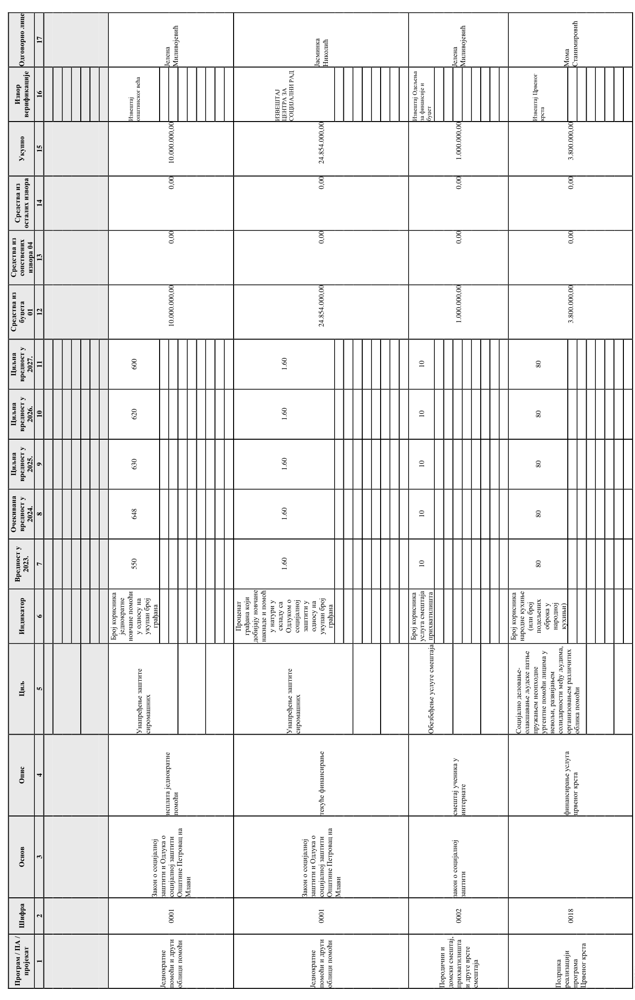 Програм / ПА /
пројекат
Шифра
Основ
Опис
Циљ
Индикатор
Вредност у
2023.
Очекивана
вредност у
2024.
Циљна
вредност у
2025.
Циљна
вредност у
2026.
Циљна
вредност у
2027.
Средства из
буџета
01
Средства из
сопствених
извора 04
Средства из
осталих извора
Укупно
Извор
верификације
Одговорно лице
1
2
3
4
5
6
7
8
9
10
11
12
13
14
15
16
17
Једнократне
помоћи и други
облици помоћи
0001
Закон о социјалној
заштити и Одлука о
социјалној заштити
Општине Петровац на
Млави
исплата једнократне
помоћи
Унапређење заштите
сиромашних
Број корисника
једнократне
новчане помоћи
у односу на
укупан број
грађана
550
648
630
620
600
10.000.000,00
0,00
0,00
10.000.000,00
Извештај
општинског већа
Јелена
Миливојевић
Једнократне
помоћи и други
облици помоћи
0001
Закон о социјалној
заштити и Одлука о
социјалној заштити
Општине Петровац на
Млави
текуће финансирање
Унапређење заштите
сиромашних
Проценат
грађана који
добијају новчане
накнаде и помоћ
у натури у
складу са
Одлуком о
социјалној
заштити у
односу на
укупан број
грађана
1.60
1.60
1.60
1.60
1.60
24.854.000,00
0,00
0,00
24.854.000,00
ИЗВЕШТАЈ
ЦЕНТРА ЗА
СОЦИЈАЛНИ РАД
Јасминка
Николић
Породични и
домски смештај,
прихватилишта
и друге врсте
смештаја
0002
закон о социјалној
заштити
смештај ученика у
интернате
Обезбеђење услуге смештаја
Број корисника
услуга смештаја
прихватилишта
10
10
10
10
10
1.000.000,00
0,00
0,00
1.000.000,00
Извештај Одељења
за финансије и
буџет
Јелена
Миливојевић
Подршка
реализацији
програма
Црвеног крста
0018
финансирање услуга
црвеног крста
Социјално деловање-
олакшавање људске патње
пружањем неопходне
ургентне помоћи лицима у
невољи, развијањем
солидарности међу људима,
организовањем различитих
облика помоћи
Број корисника
народне кухиње
(или број
подељених
оброка у
народној
кухињи)
80
80
80
80
80
3.800.000,00
0,00
0,00
3.800.000,00
Извештај Црвеног
крста
Мома
Станимировић